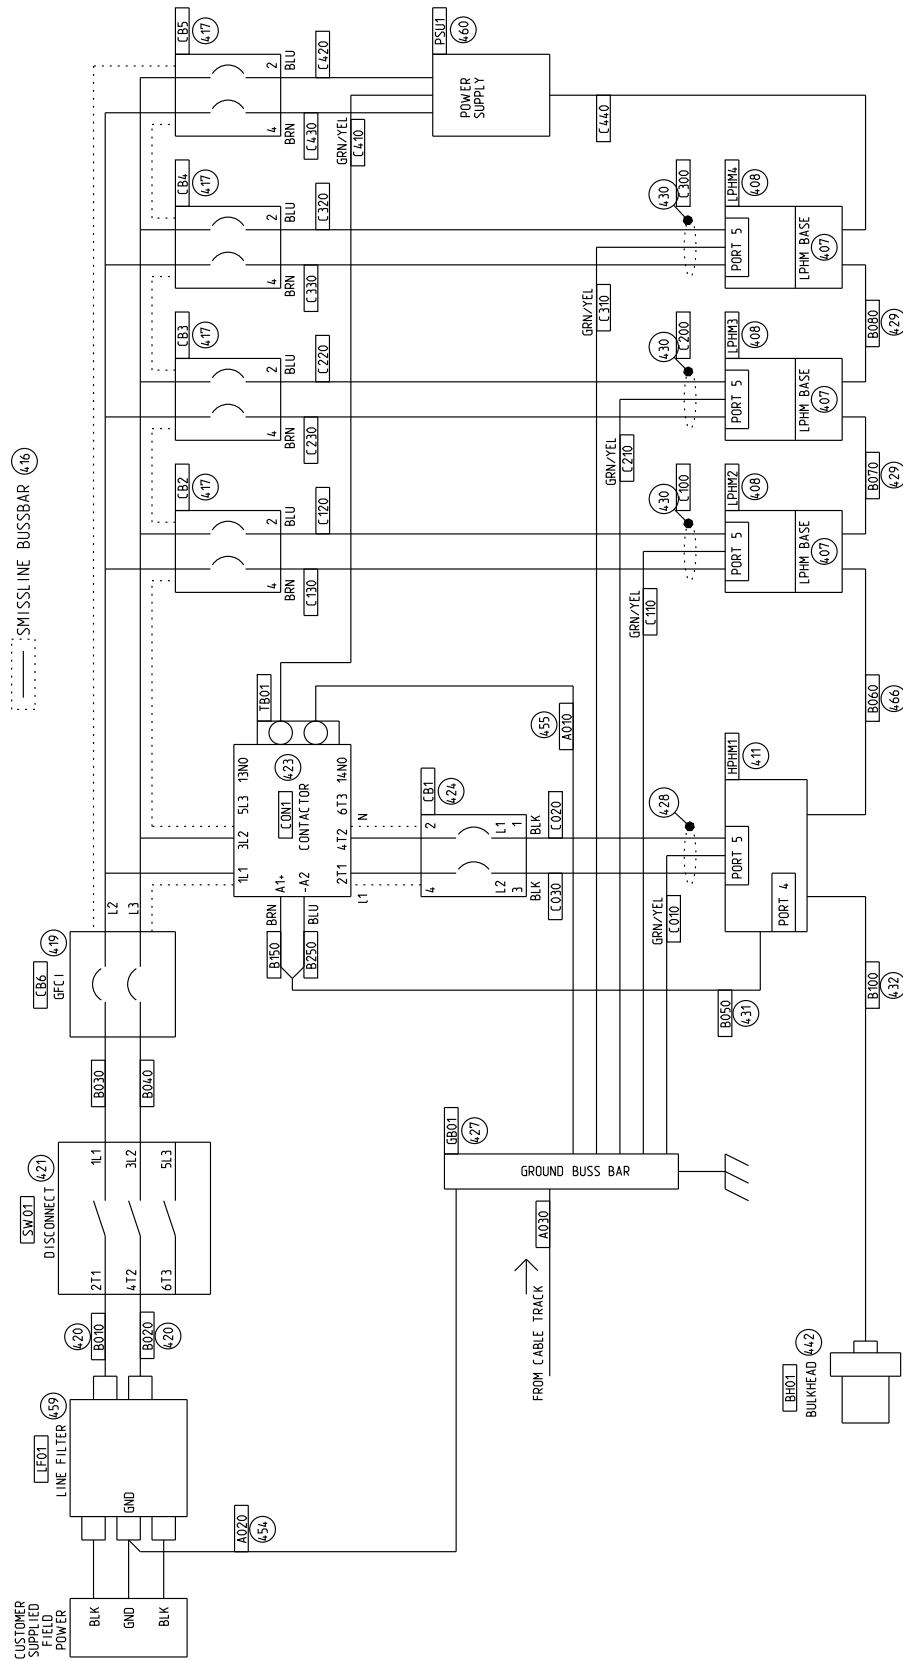 SMISSLINE BUSSBAR 416
CUSTOMER
SUPPLIED
FIELD
POWER
BLK
GND
BLK
LF01
LINE FILTER 459
GND
A020
454
420
B010
B020
420
SW01
DISCONNECT 421
2T1 1L1
4T2 3L2
6T3 5L3
B030
B040
CB6
GFCI 419
L2
L3
CB5 417
2
BLU
C420
4
BRN
C430
GRN/YEL
C410
PSU1 460
POWER
SUPPLY
C440
CB4 417
2
BLU
C320
4
BRN
C330
CB3 417
2
BLU
C220
4
BRN
C230
CB2 417
2
BLU
C120
4
BRN
C130
TB01
423
CON1
CONTACTOR
1L1 3L2 5L3 13NO
A1+
-A2
2T1 4T2 6T3 14NO
L1
N
BRN
B150
BLU
B250
CB1 424
2
4
L1 1
L2 3
BLK
C020
BLK
C030
455
A010
430
C300
LPHM4 408
PORT 5
LPHM BASE
407
GRN/YEL
C310
430
C200
LPHM3 408
PORT 5
LPHM BASE
407
GRN/YEL
C210
430
C100
LPHM2 408
PORT 5
LPHM BASE
407
GRN/YEL
C110
428
GRN/YEL
C010
HPHM1 411
PORT 5
PORT 4
B080
429
B070
429
B060
466
B100
432
B050
431
GB01 427
GROUND BUSS BAR
A030
FROM CABLE TRACK
BH01
BULKHEAD 442